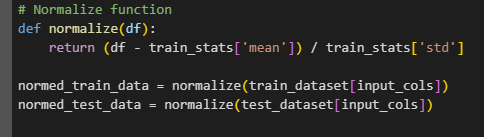 # Normalize function
def normalize(df):
    return (df - train_stats['mean']) / train_stats['std']

normed_train_data = normalize(train_dataset[input_cols])
normed_test_data = normalize(test_dataset[input_cols])